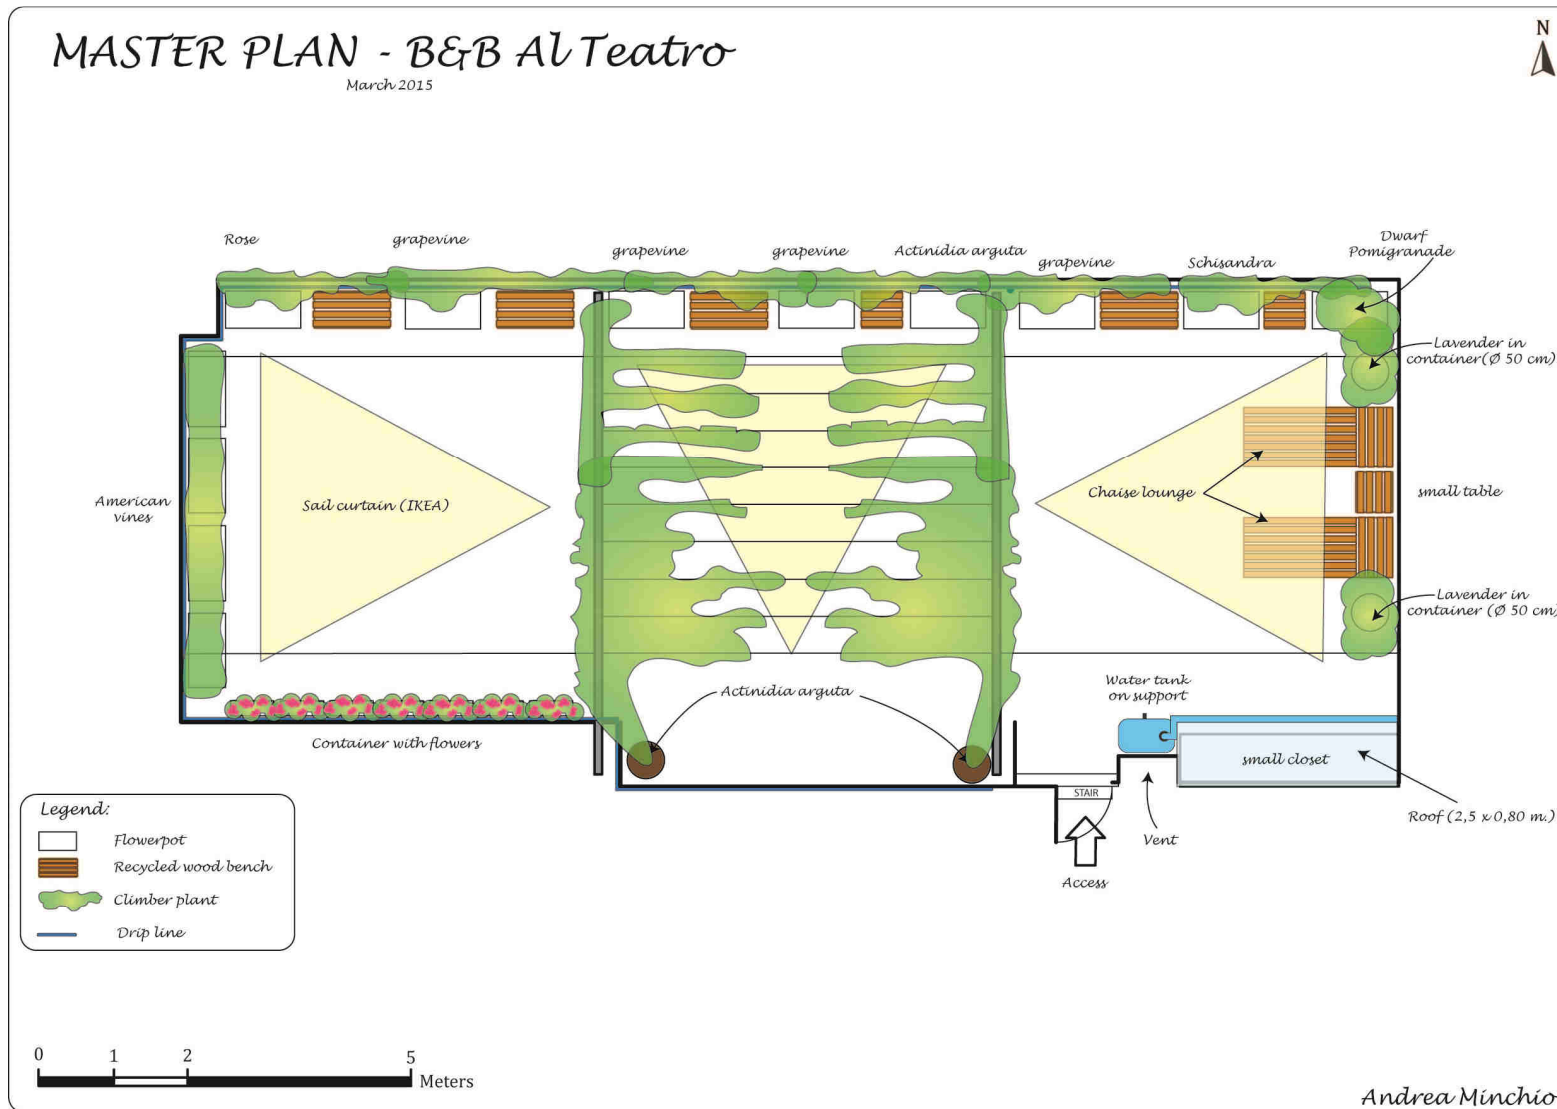 MASTER PLAN - B&B Al Teatro
March 2015
N
Rose
grapevine
grapevine
grapevine
Actinidia arguta
grapevine
Schisandra
Dwarf
Pomigranade
Lavender in
container (Ø 50 cm)
American
vines
Sail curtain (IKEA)
Chaise lounge
small table
Lavender in
container (Ø 50 cm)
Actinidia arguta
Water tank
on support
Container with flowers
small closet
STAIR
Roof (2,5 x 0,80 m.)
Vent
Access
Legend:
Flowerpot
Recycled wood bench
Climber plant
Drip line
0 1 2 5
Meters
Andrea Minchio